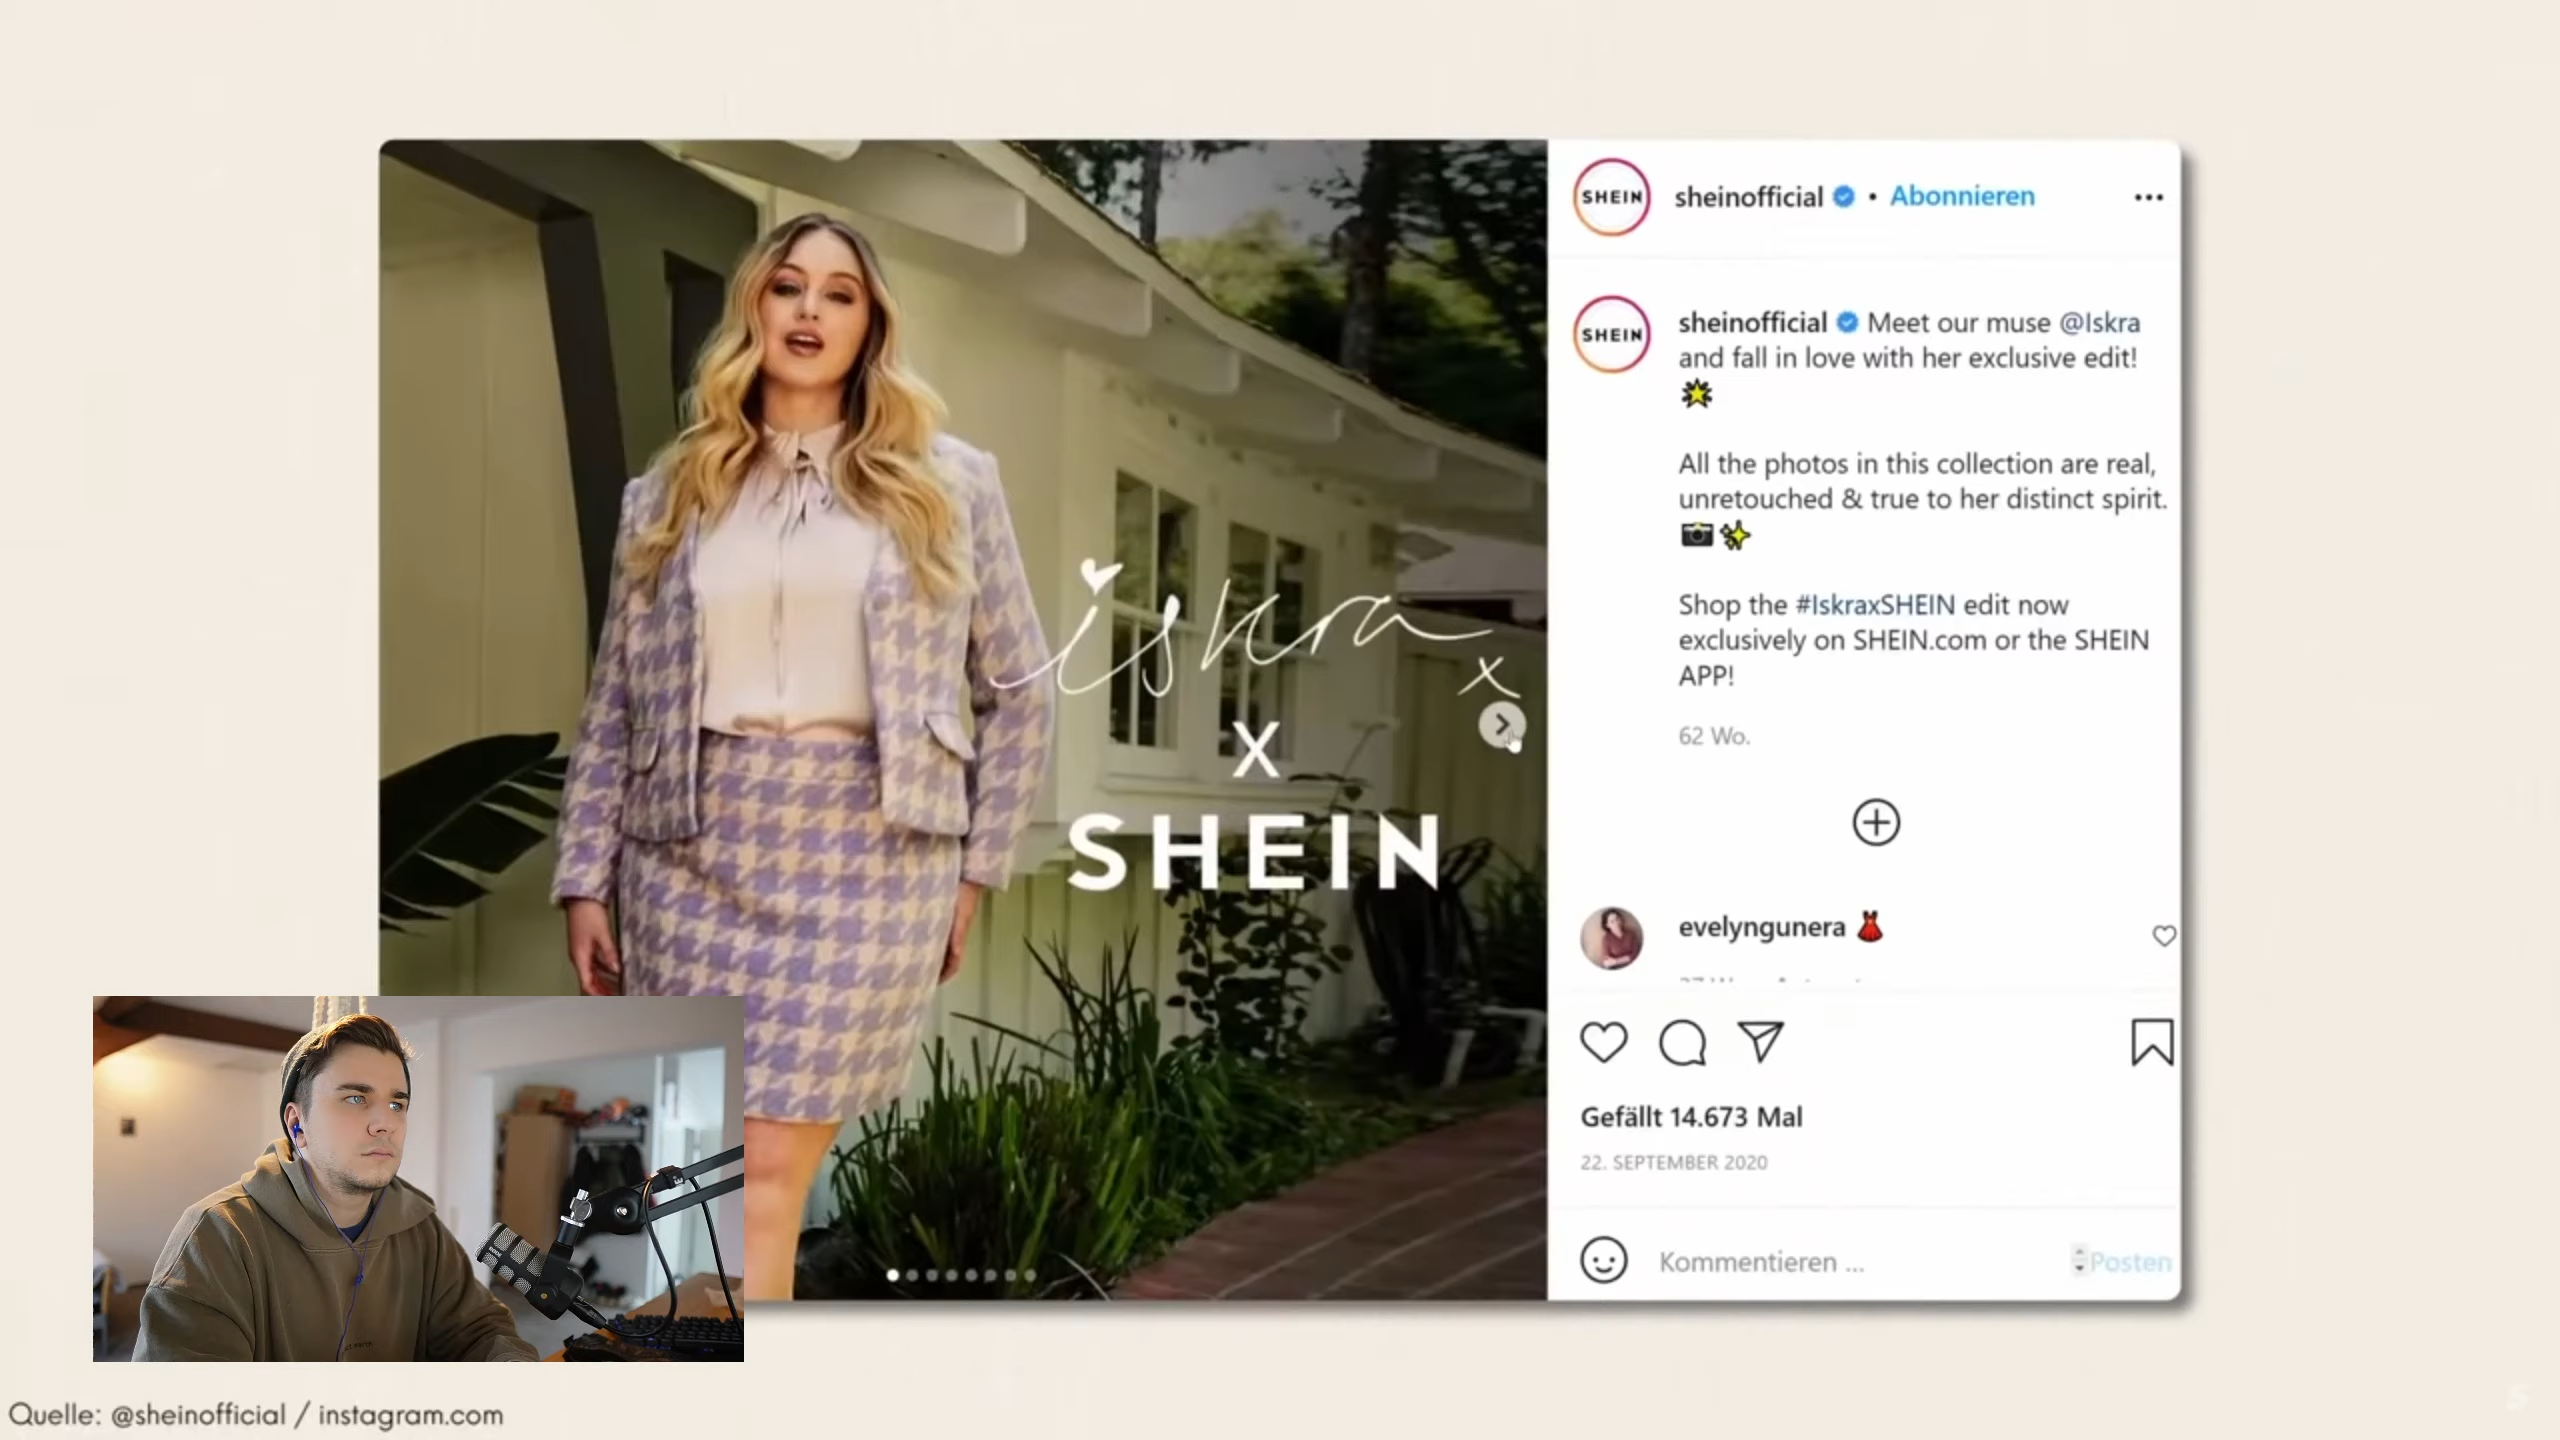 SHEIN
sheinofficial • Abonnieren
SHEIN
sheinofficial Meet our muse @Iskra
and fall in love with her exclusive edit!
🌟
All the photos in this collection are real,
unretouched & true to her distinct spirit.
📷✨
Shop the #IskraxSHEIN edit now
exclusively on SHEIN.com or the SHEIN
APP!
62 Wo.
iskra x
X
SHEIN
evelyngunera 👗
Gefällt 14.673 Mal
22. SEPTEMBER 2020
Kommentieren ... Posten
Quelle: @sheinofficial / instagram.com